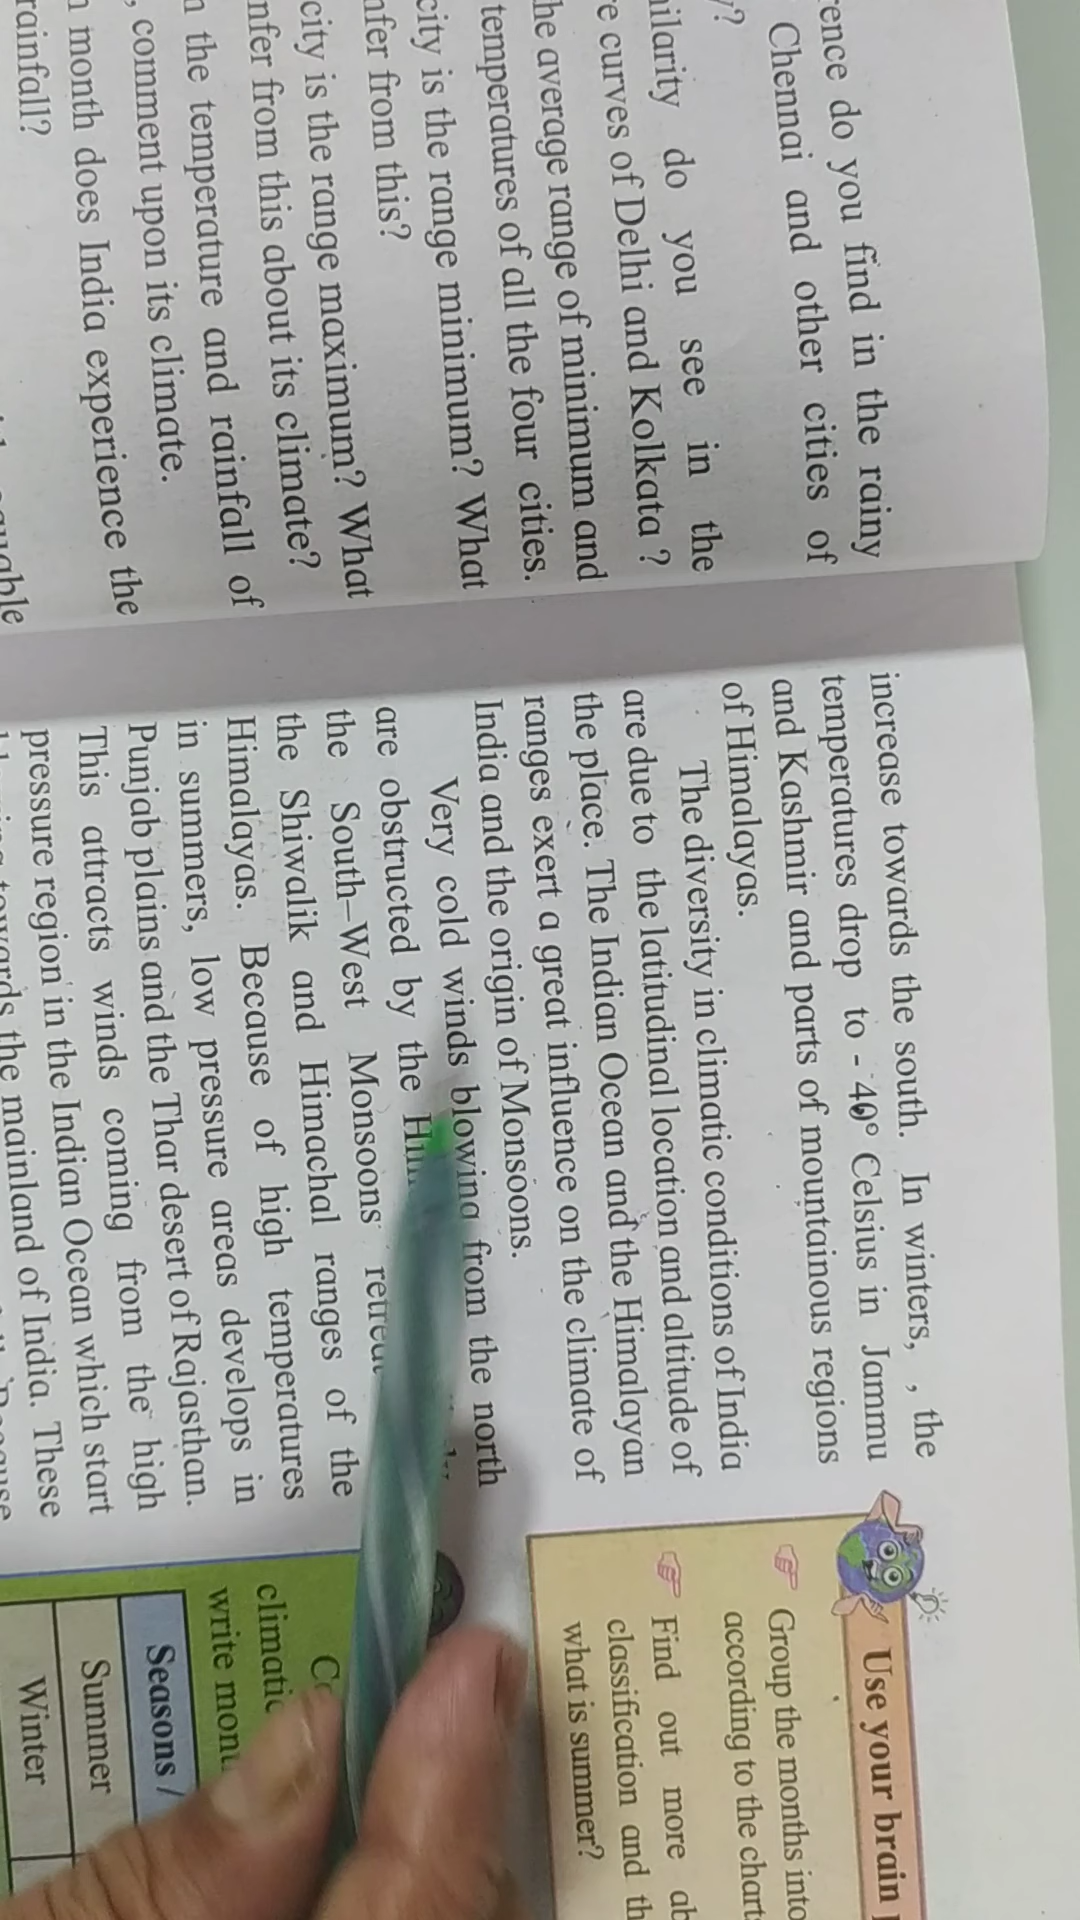 ence do you find in the rainy
Chennai and other cities of
y?
ilarity do you see in the
e curves of Delhi and Kolkata ?
he average range of minimum and
temperatures of all the four cities.
city is the range minimum? What
nfer from this?
city is the range maximum? What
nfer from this about its climate?
n the temperature and rainfall of
, comment upon its climate.
month does India experience the
rainfall?
increase towards the south. In winters, , the
temperatures drop to - 40° Celsius in Jammu
and Kashmir and parts of mountainous regions
of Himalayas.
The diversity in climatic conditions of India
are due to the latitudinal location and altitude of
the place. The Indian Ocean and the Himalayan
ranges exert a great influence on the climate of
India and the origin of Monsoons.
Very cold winds blowing from the north
are obstructed by the
the South–West Monsoons
the Shiwalik and Himachal ranges of the
Himalayas. Because of high temperatures
in summers, low pressure areas develops in
Punjab plains and the Thar desert of Rajasthan.
This attracts winds coming from the high
pressure region in the Indian Ocean which start
towards the mainland of India. These
Use your brain
Group the months into
according to the chart
Find out more ab
classification and th
what is summer?
climatic
write mont
Seasons /
Summer
Winter